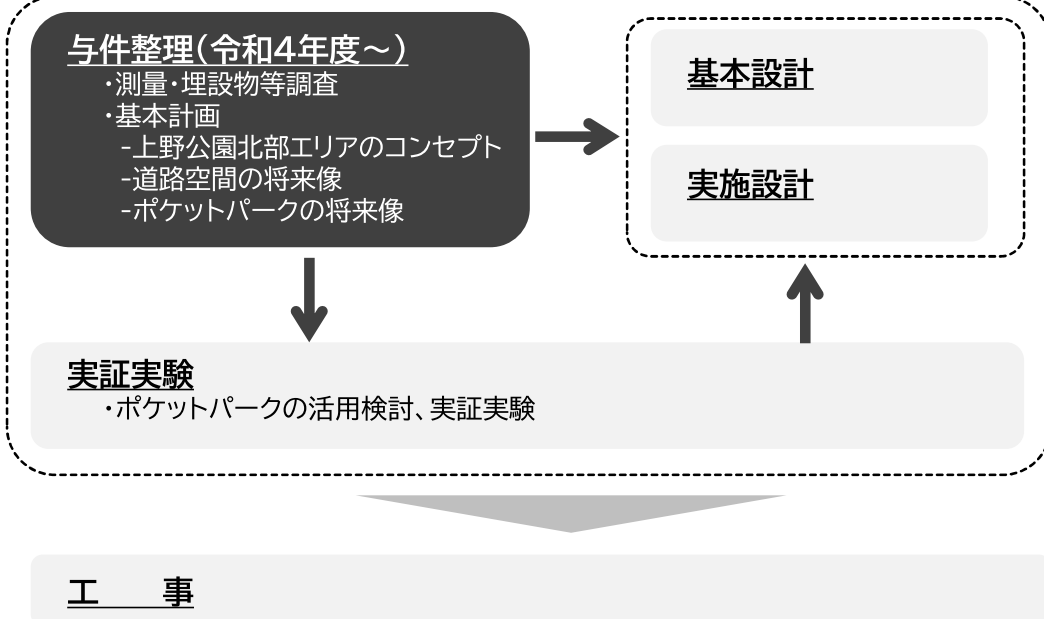 与件整理(令和4年度～)
・測量・埋設物等調査
・基本計画
-上野公園北部エリアのコンセプト
-道路空間の将来像
-ポケットパークの将来像
基本設計
実施設計
実証実験
・ポケットパークの活用検討、実証実験
工　　事